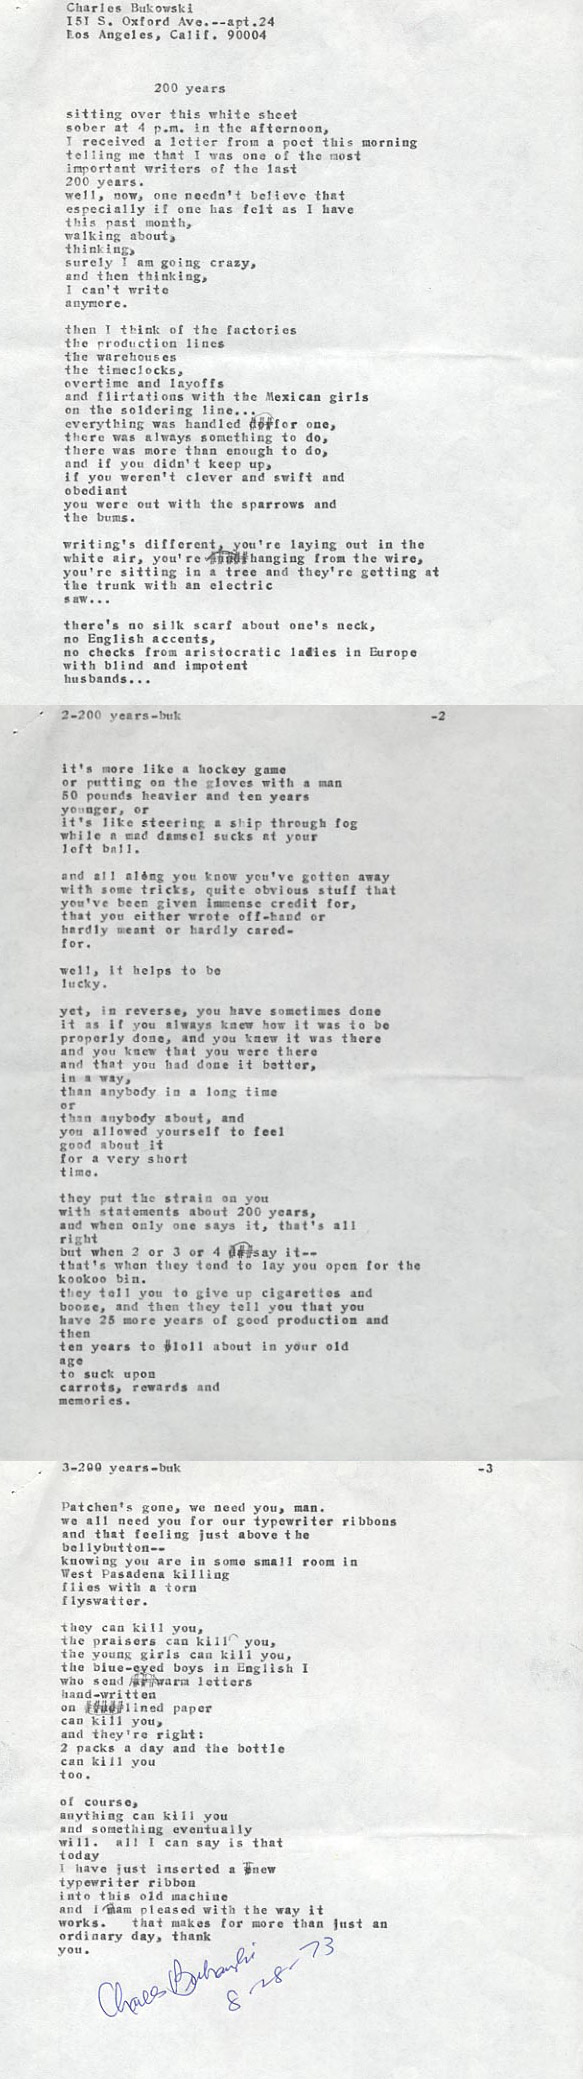 Charles Bukowski
151 S. Oxford Ave.--apt.24
Los Angeles, Calif. 90004
200 years
sitting over this white sheet
sober at 4 p.m. in the afternoon,
I received a letter from a poet this morning
telling me that I was one of the most
important writers of the last
200 years.
well, now, one needn't believe that
especially if one has felt as I have
this past month,
walking about,
thinking,
surely I am going crazy,
and then thinking,
I can't write
anymore.
then I think of the factories
the production lines
the warehouses
the timeclocks,
overtime and layoffs
and flirtations with the Mexican girls
on the soldering line...
everything was handled for one,
there was always something to do,
there was more than enough to do,
and if you didn't keep up,
if you weren't clever and swift and
obediant
you were out with the sparrows and
the bums.
writing's different, you're laying out in the
white air, you're hanging from the wire,
you're sitting in a tree and they're getting at
the trunk with an electric
saw...
there's no silk scarf about one's neck,
no English accents,
no checks from aristocratic ladies in Europe
with blind and impotent
husbands...
2-200 years-buk -2
it's more like a hockey game
or putting on the gloves with a man
50 pounds heavier and ten years
younger, or
it's like steering a ship through fog
while a mad damsel sucks at your
left ball.
and all along you know you've gotten away
with some tricks, quite obvious stuff that
you've been given immense credit for,
that you either wrote off-hand or
hardly meant or hardly cared-
for.
well, it helps to be
lucky.
yet, in reverse, you have sometimes done
it as if you always knew how it was to be
properly done, and you knew it was there
and you knew that you were there
and that you had done it better,
in a way,
than anybody in a long time
or
than anybody about, and
you allowed yourself to feel
good about it
for a very short
time.
they put the strain on you
with statements about 200 years,
and when only one says it, that's all
right
but when 2 or 3 or 4 say it--
that's when they tend to lay you open for the
kookoo bin.
they tell you to give up cigarettes and
booze, and then they tell you that you
have 25 more years of good production and
then
ten years to loll about in your old
age
to suck upon
carrots, rewards and
memories.
3-200 years-buk -3
Patchen's gone, we need you, man.
we all need you for our typewriter ribbons
and that feeling just above the
bellybutton--
knowing you are in some small room in
West Pasadena killing
flies with a torn
flyswatter.
they can kill you,
the praisers can kill you,
the young girls can kill you,
the blue-eyed boys in English I
who send warm letters
hand-written
on lined paper
can kill you,
and they're right:
2 packs a day and the bottle
can kill you
too.
of course,
anything can kill you
and something eventually
will. all I can say is that
today
I have just inserted a new
typewriter ribbon
into this old machine
and I am pleased with the way it
works. that makes for more than just an
ordinary day, thank
you.
Charles Bukowski
8-28-73